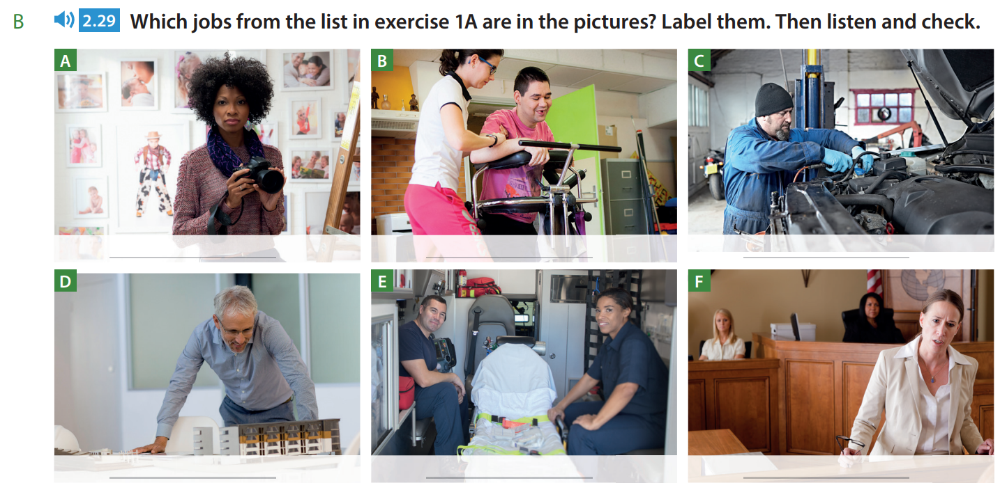 B 2.29 Which jobs from the list in exercise 1A are in the pictures? Label them. Then listen and check.
A
B
C
D
E
F